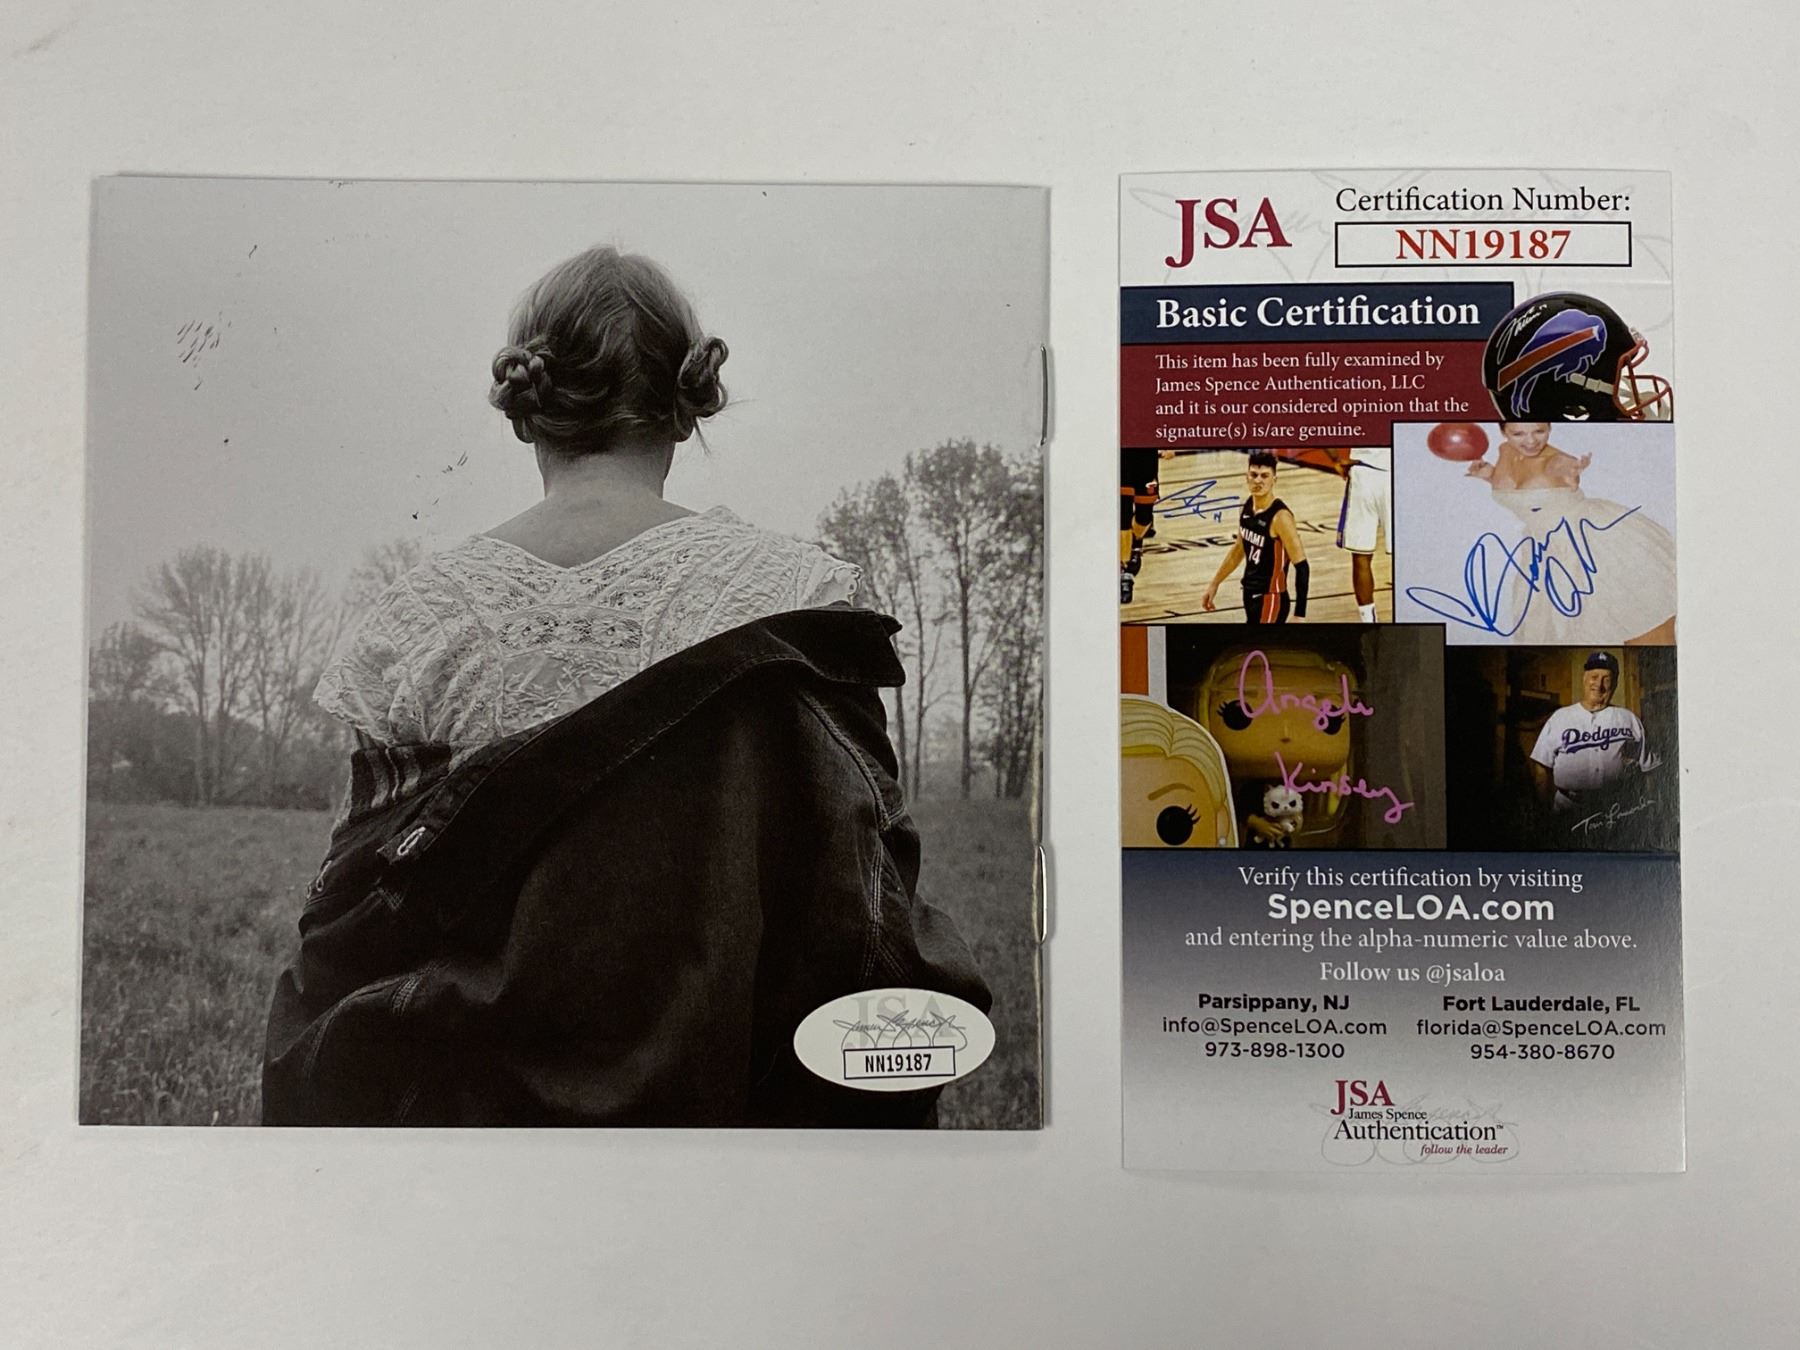 JSA
NN19187
JSA
Certification Number:
NN19187
Basic Certification
This item has been fully examined by
James Spence Authentication, LLC
and it is our considered opinion that the
signature(s) is/are genuine.
MIAMI
14
Angela
Kinsey
Dodgers
Verify this certification by visiting
SpenceLOA.com
and entering the alpha-numeric value above.
Follow us @jsaloa
Parsippany, NJ
info@SpenceLOA.com
973-898-1300
Fort Lauderdale, FL
florida@SpenceLOA.com
954-380-8670
JSA
James Spence
Authentication™
follow the leader